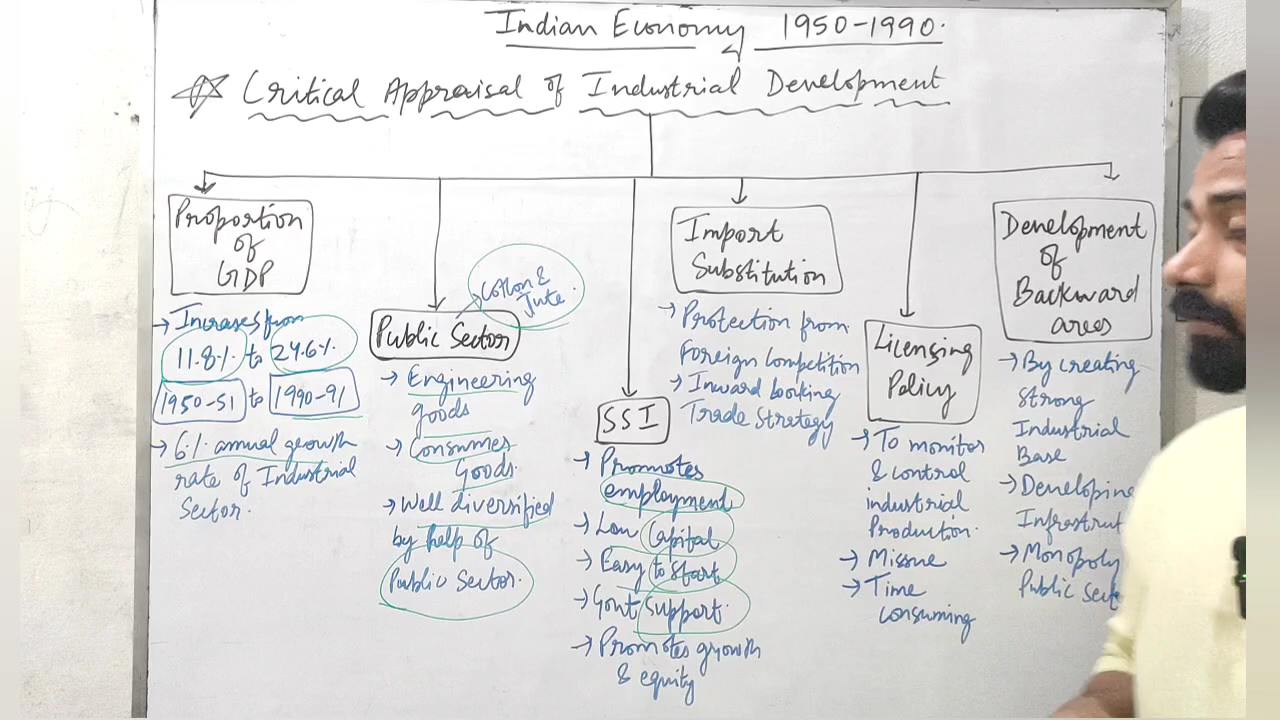 Indian Economy 1950-1990.
Critical Appraisal of Industrial Development
Proportion
of
GDP
→ Increases from
11.8% to 24.6%
1950-51 to 1990-91
→ 6% annual growth
rate of Industrial
Sector.
Cotton &
Jute.
Public Sector
→ Engineering
goods
→ Consumes
Goods.
→ Well diversified
by help of
Public Sector.
SSI
→ Promotes
employment
→ Low Capital
→ Easy to Start
→ Govt Support.
→ Promotes growth
& equity
Import
Substitution
→ Protection from
Foreign Competition
→ Inward looking
Trade Strategy
Licensing
Policy
→ To monitor
& control
industrial
Production.
→ Misuse
→ Time
consuming
Development
of
Backward
areas
→ By creating
Strong
Industrial
Base
→ Developing
Infrastrut
→ Monopoly
Public Sect